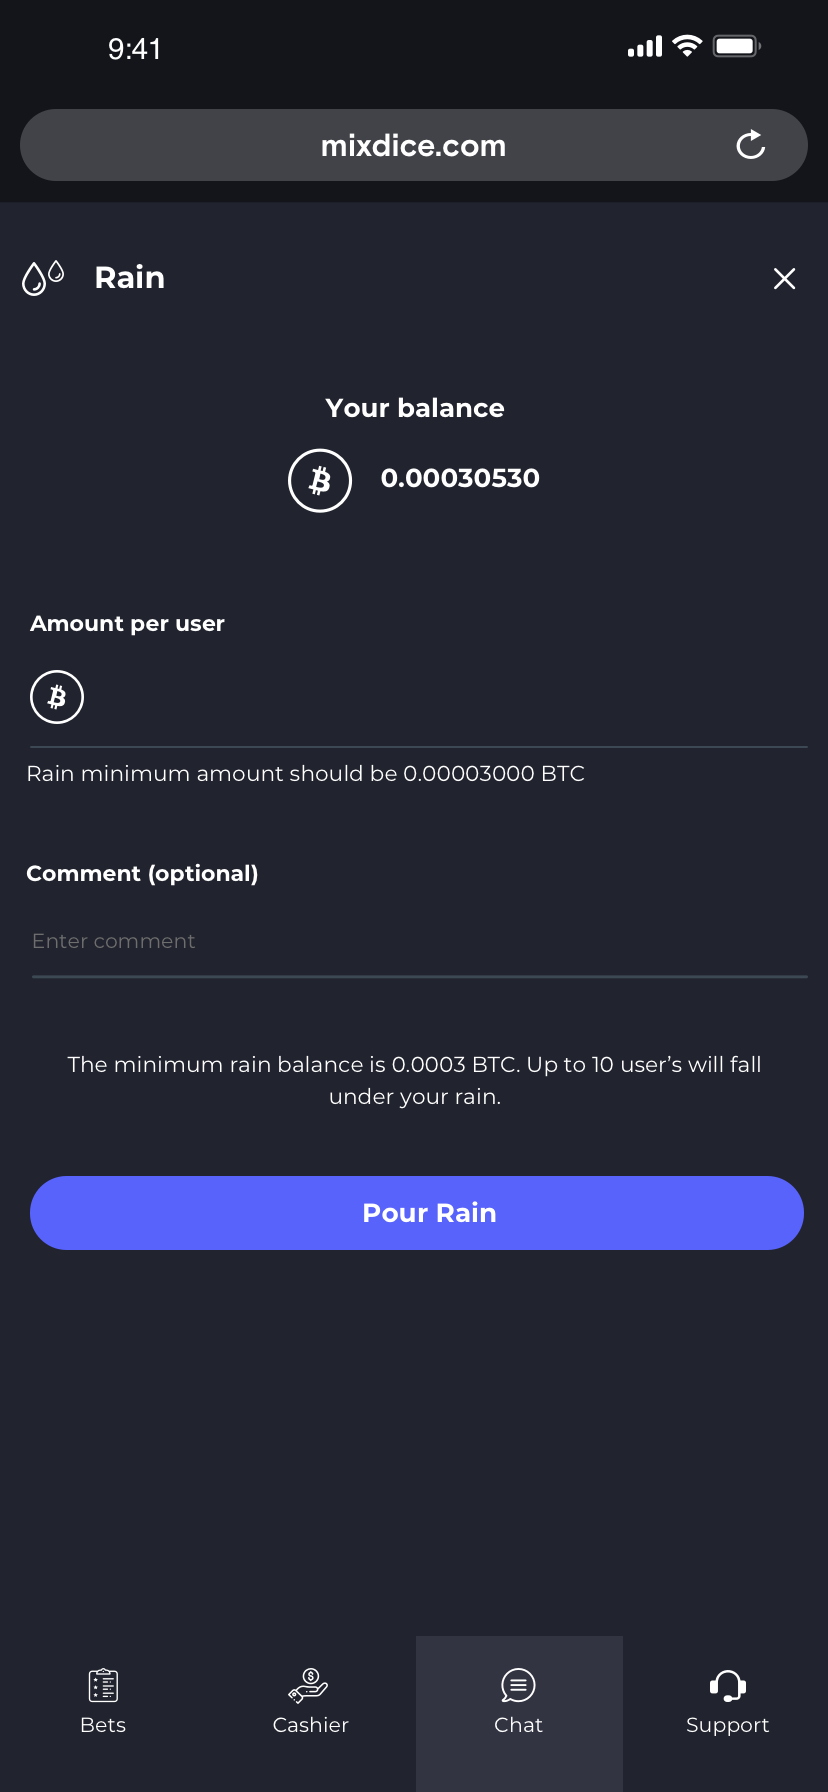 9:41
mixdice.com
Rain
Your balance
0.00030530
Amount per user
Rain minimum amount should be 0.00003000 BTC
Comment (optional)
Enter comment
The minimum rain balance is 0.0003 BTC. Up to 10 user’s will fall
under your rain.
Pour Rain
Bets
Cashier
Chat
Support